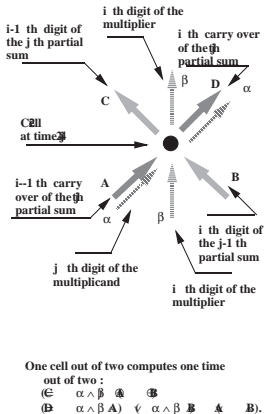 i th digit of the
multiplier
i-1 th digit of
the j th partial
sum
i th carry over
of the
partial sum
β
D
C
α
Cell
at time
i--1 th carry
over of the
partial sum
A
B
α
β
i th digit of
the j-1 th
partial sum
j th digit of the
multiplicand
i th digit of the
multiplier
One cell out of two computes one time
out of two :
α ∧ β
α ∧ β A) α ∧ β